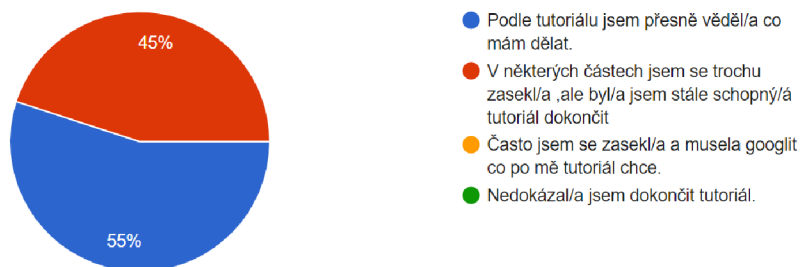 45%
55%
Podle tutoriálu jsem přesně věděl/a co
mám dělat.
V některých částech jsem se trochu
zasekl/a ,ale byl/a jsem stále schopný/á
tutoriál dokončit
Často jsem se zasekl/a a musela googlit
co po mě tutoriál chce.
Nedokázal/a jsem dokončit tutoriál.